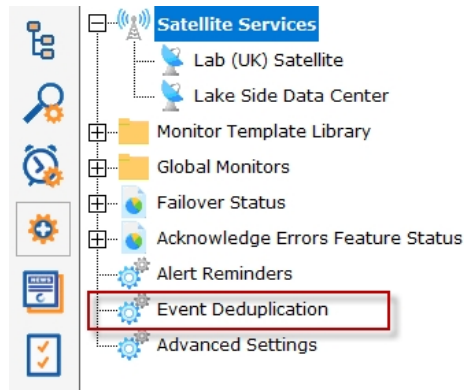 Satellite Services
Lab (UK) Satellite
Lake Side Data Center
Monitor Template Library
Global Monitors
Failover Status
Acknowledge Errors Feature Status
Alert Reminders
NEWS
Event Deduplication
Advanced Settings